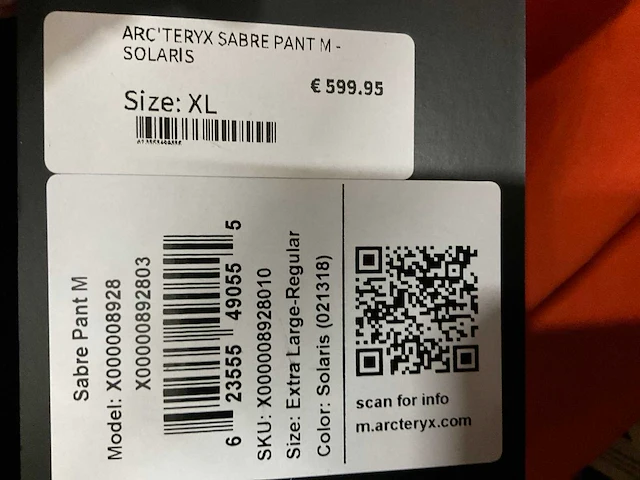 ARC'TERYX SABRE PANT M -
SOLARIS
€ 599.95
Size: XL
Sabre Pant M
Model: X000008928
X00000892803
6 23555 49055 5
SKU: X000008928010
Size: Extra Large-Regular
Color: Solaris (021318)
scan for info
m.arcteryx.com